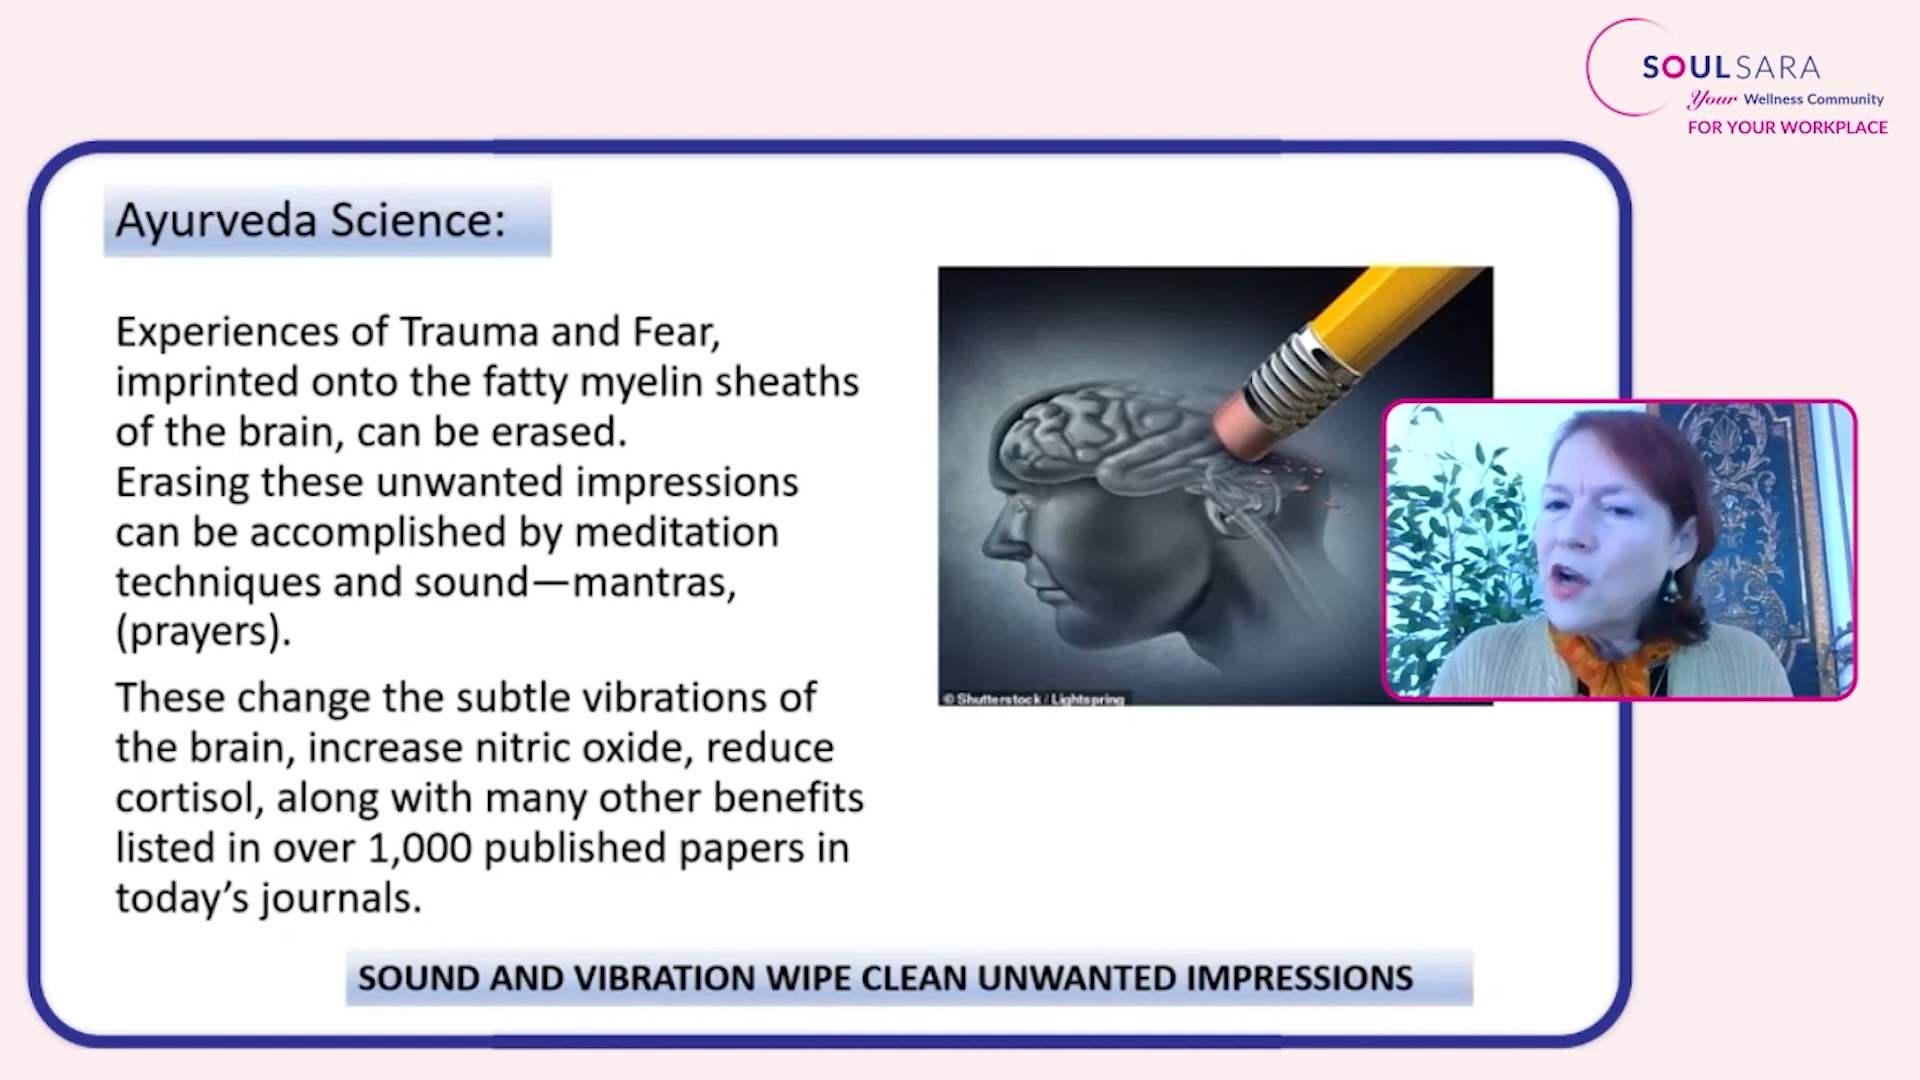 SOULSARA
Your Wellness Community
FOR YOUR WORKPLACE
Ayurveda Science:
Experiences of Trauma and Fear,
imprinted onto the fatty myelin sheaths
of the brain, can be erased.
Erasing these unwanted impressions
can be accomplished by meditation
techniques and sound—mantras,
(prayers).
These change the subtle vibrations of
the brain, increase nitric oxide, reduce
cortisol, along with many other benefits
listed in over 1,000 published papers in
today’s journals.
© Shutterstock / Lightspring
SOUND AND VIBRATION WIPE CLEAN UNWANTED IMPRESSIONS